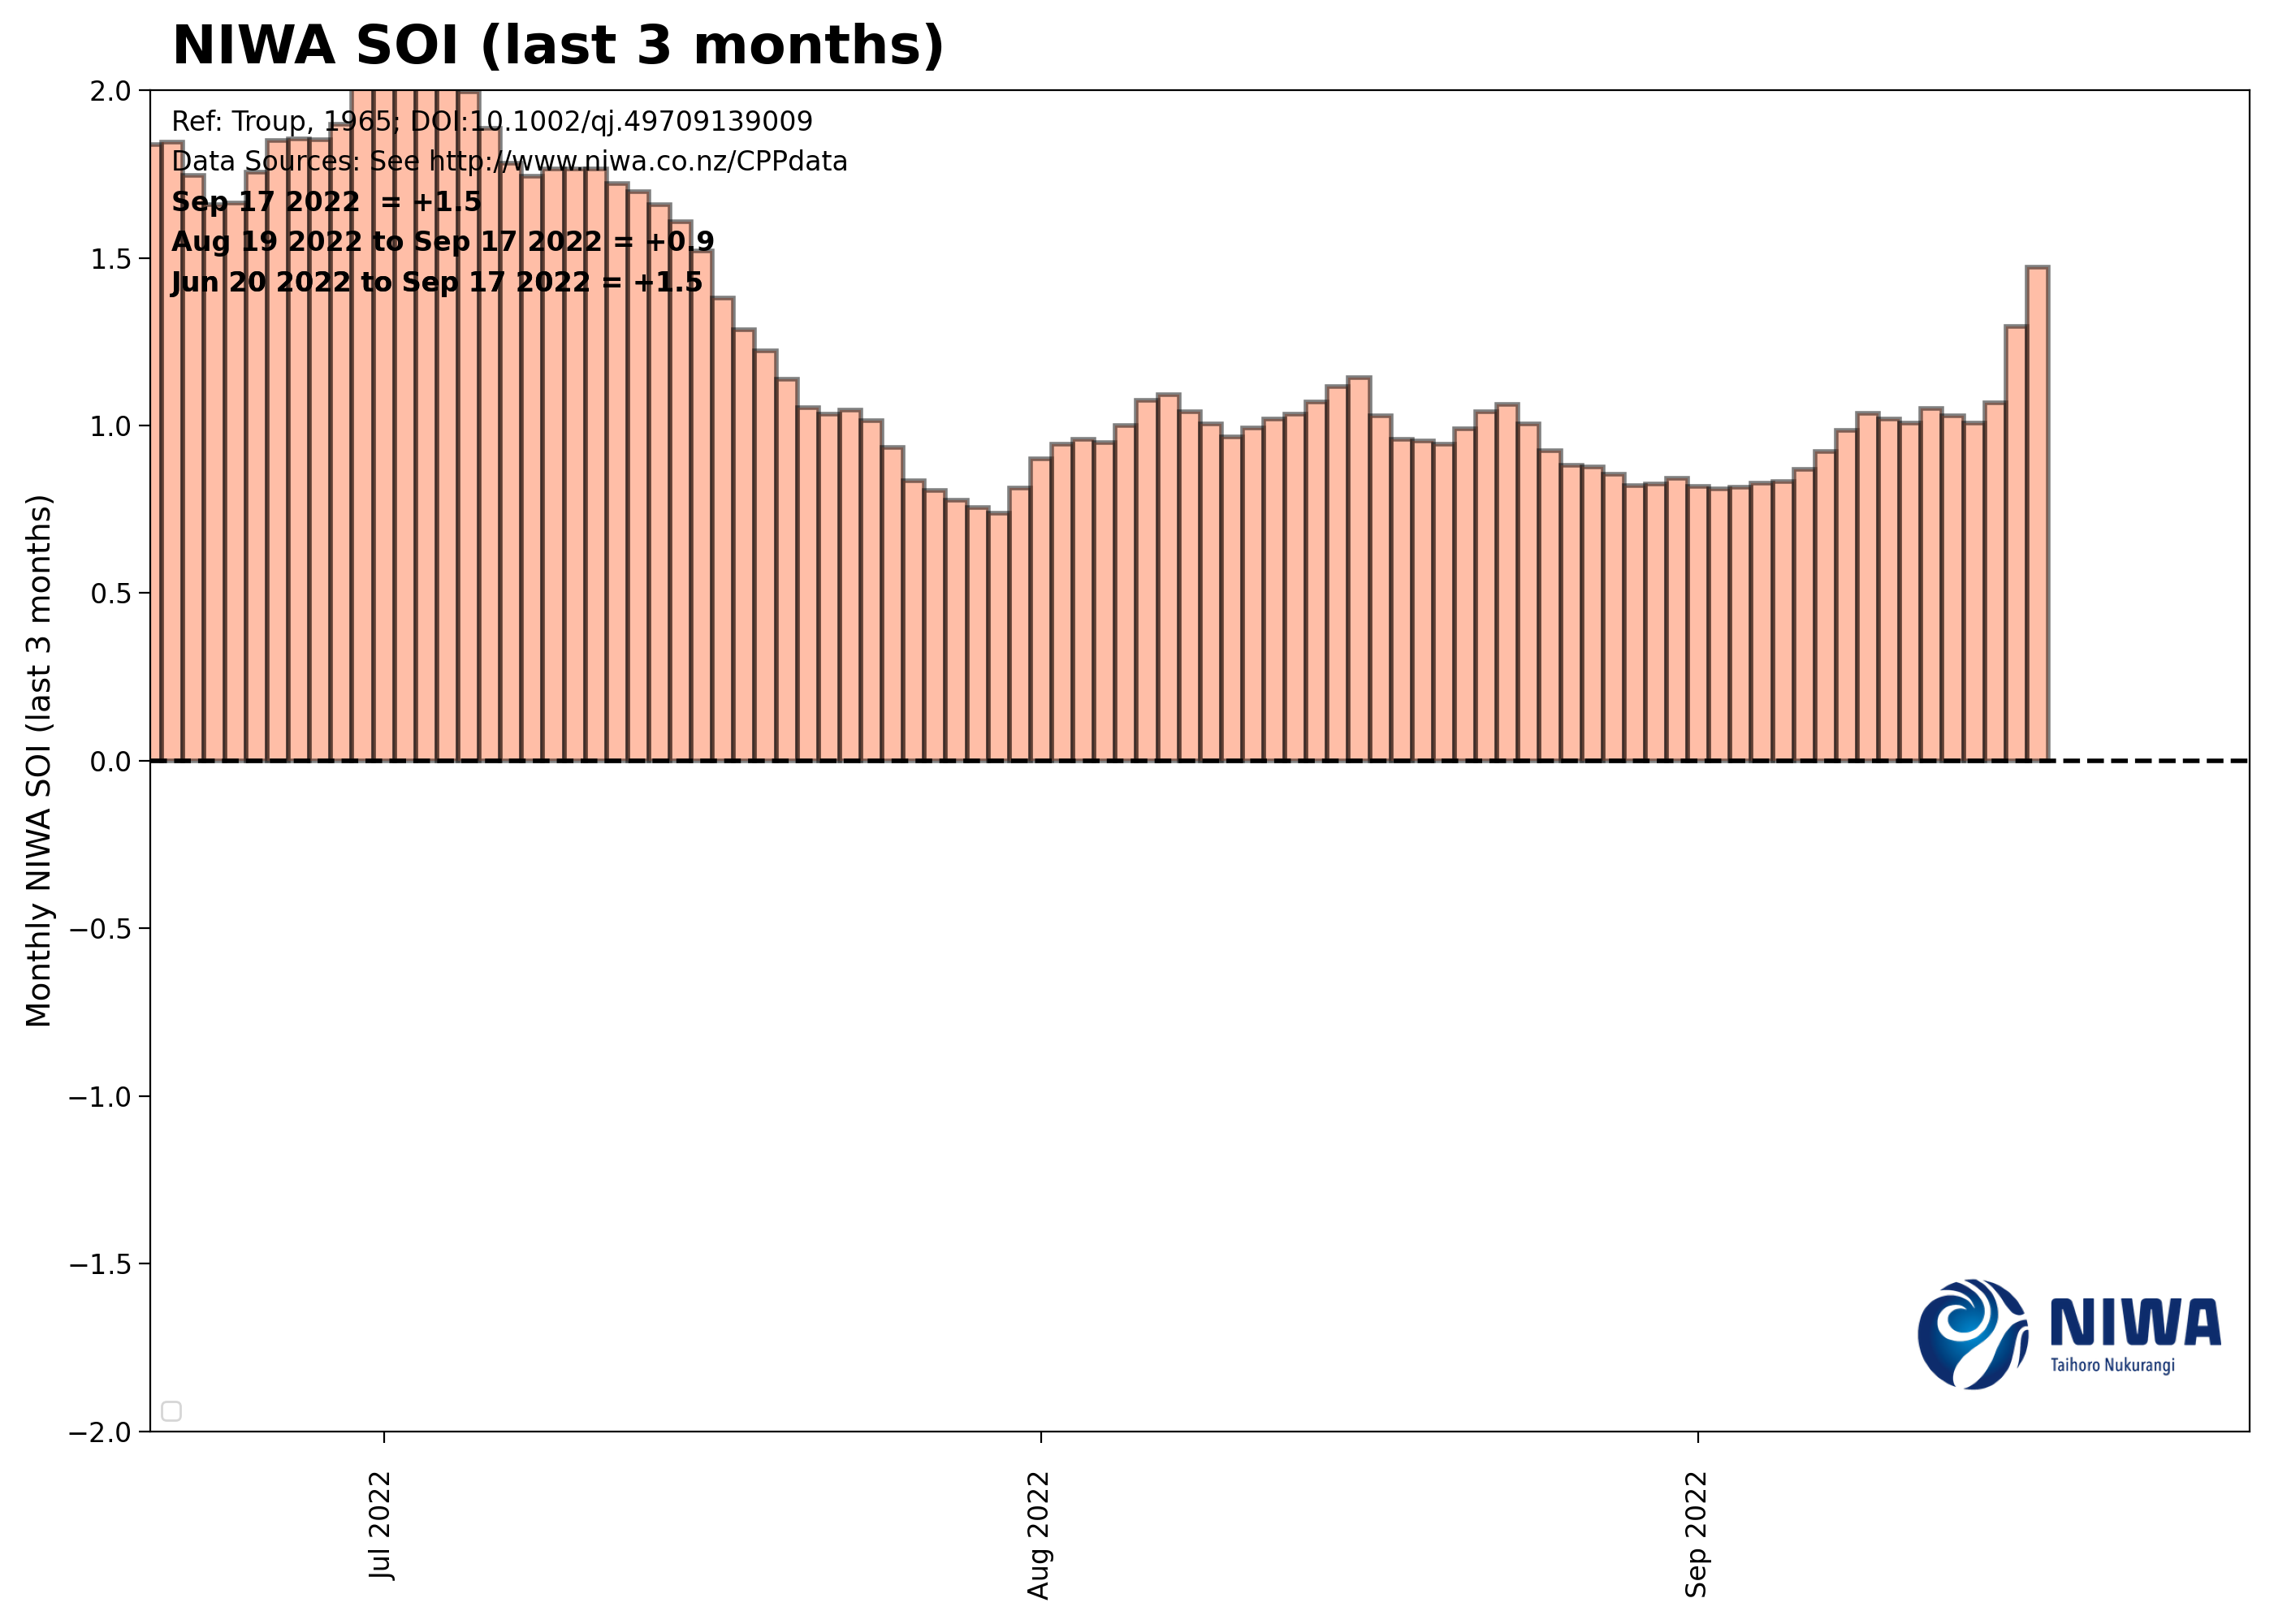 NIWA SOI (last 3 months)
Ref: Troup, 1965; DOI:10.1002/qj.49709139009
Data Sources: See http://www.niwa.co.nz/CPPdata
Sep 17 2022  = +1.5
Aug 19 2022 to Sep 17 2022 = +0.9
Jun 20 2022 to Sep 17 2022 = +1.5
Monthly NIWA SOI (last 3 months)
2.0
1.5
1.0
0.5
0.0
−0.5
−1.0
−1.5
−2.0
Jul 2022
Aug 2022
Sep 2022
NIWA
Taihoro Nukurangi